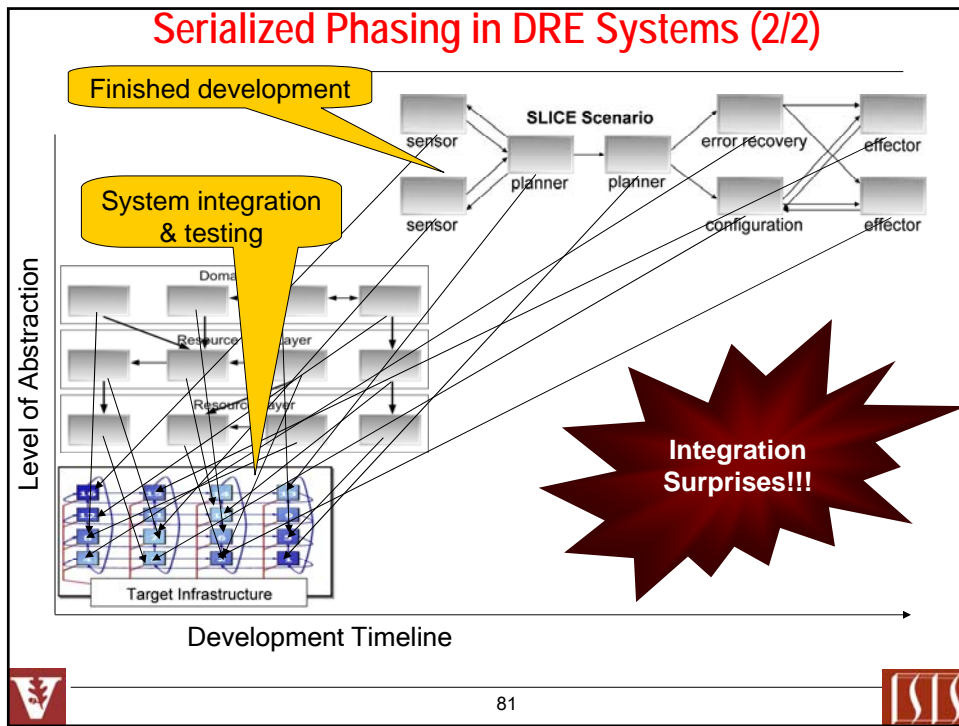 Serialized Phasing in DRE Systems (2/2)
Finished development
SLICE Scenario
sensor
error recovery
effector
planner
planner
System integration
& testing
sensor
configuration
effector
Level of Abstraction
Integration
Surprises!!!
Target Infrastructure
Development Timeline
81
ISIS